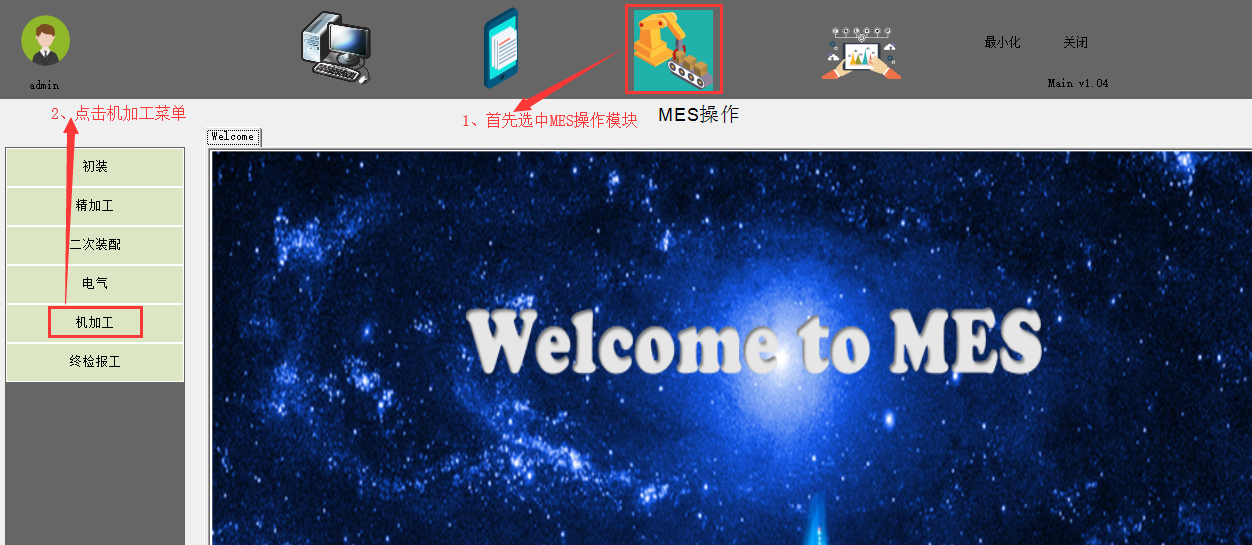 最小化
关闭
admin
Main v1.04
2、点击机加工菜单
1、首先选中MES操作模块
MES操作
Welcome
初装
精加工
二次装配
电气
机加工
终检报工
Welcome to MES